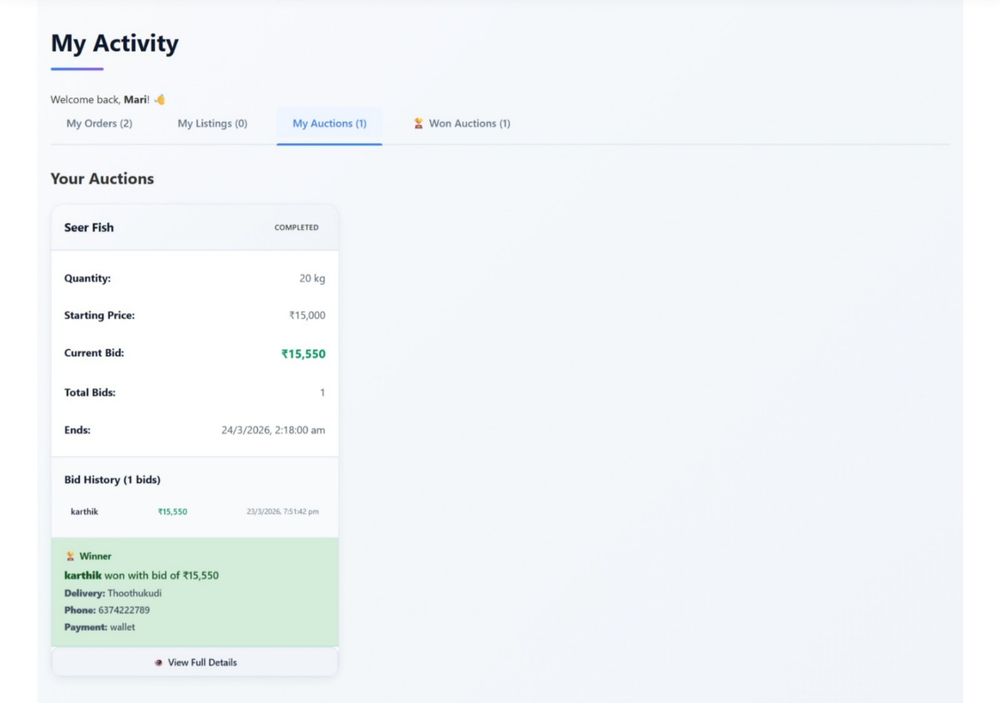 My Activity
Welcome back, Mari! 👋
My Orders (2) My Listings (0) My Auctions (1) 🏆 Won Auctions (1)
Your Auctions
Seer Fish COMPLETED
Quantity: 20 kg
Starting Price: ₹15,000
Current Bid: ₹15,550
Total Bids: 1
Ends: 24/3/2026, 2:18:00 am
Bid History (1 bids)
karthik ₹15,550 23/3/2026, 7:51:42 pm
🏆 Winner
karthik won with bid of ₹15,550
Delivery: Thoothukudi
Phone: 6374222789
Payment: wallet
View Full Details